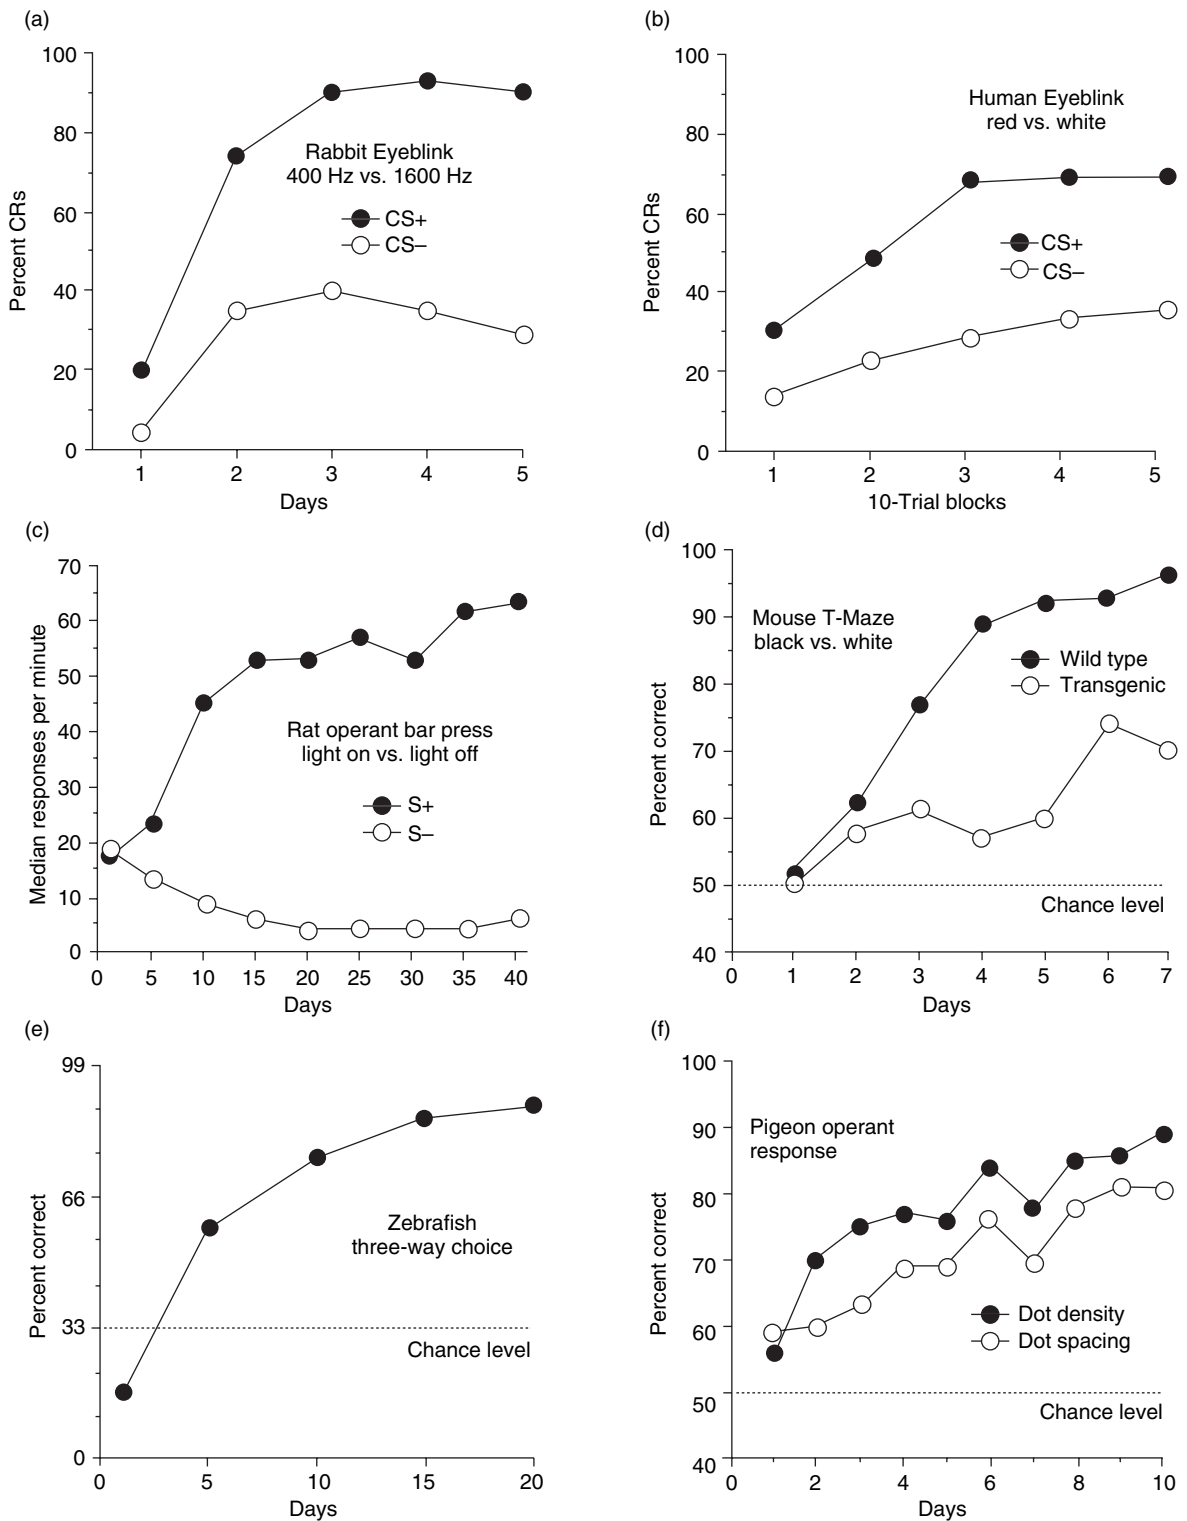 (a)
100
80
60
40
20
0
Percent CRs
Rabbit Eyeblink
400 Hz vs. 1600 Hz
CS+
CS–
1 2 3 4 5
Days
(b)
100
80
60
40
20
0
Percent CRs
Human Eyeblink
red vs. white
CS+
CS–
1 2 3 4 5
10-Trial blocks
(c)
70
60
50
40
30
20
10
0
Median responses per minute
Rat operant bar press
light on vs. light off
S+
S–
0 5 10 15 20 25 30 35 40
Days
(d)
100
90
80
70
60
50
40
Percent correct
Mouse T-Maze
black vs. white
Wild type
Transgenic
Chance level
0 1 2 3 4 5 6 7
Days
(e)
99
66
33
0
Percent correct
Zebrafish
three-way choice
Chance level
0 5 10 15 20
Days
(f)
100
90
80
70
60
50
40
Percent correct
Pigeon operant
response
Dot density
Dot spacing
Chance level
0 2 4 6 8 10
Days